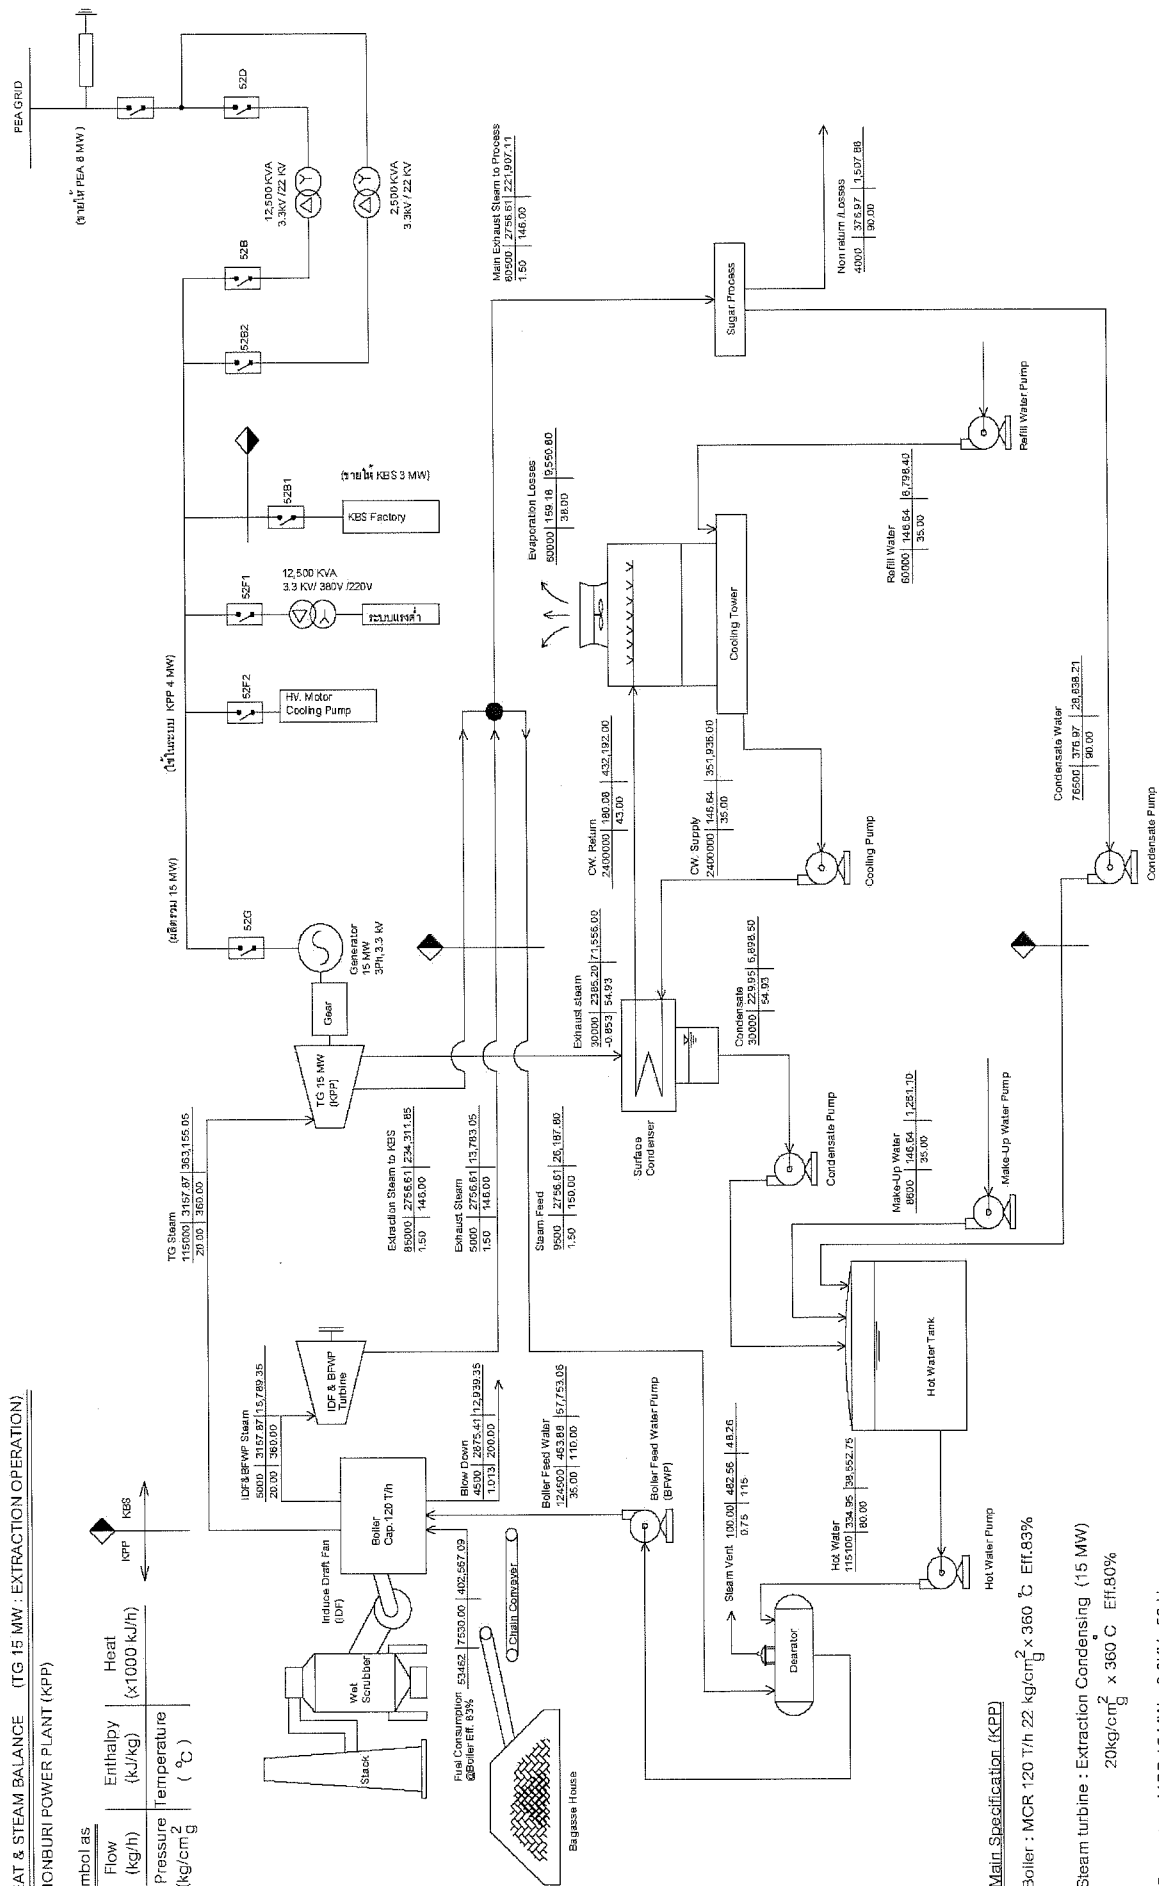 EAT & STEAM BALANCE (TG 15 MW : EXTRACTION OPERATION)
IONBURI POWER PLANT (KPP)
mbol as
Flow
(kg/h)
Enthalpy
(kJ/kg)
Heat
(x1000 kJ/h)
Pressure
(kg/cm²g)
Temperature
( °C )
KPP
KBS
Stack
Wet
Scrubber
Induce Draft Fan
(IDF)
Boiler
Cap.120 T/h
Fuel Consumption
@Boiler Eff. 83%
53462 7530.00 402,567.09
Chain Conveyer
Bagasse House
IDF&BFWP Steam
5000 3157.87 15,789.35
20.00 360.00
IDF & BFWP
Turbine
Blow Down
4500 2875.41 12,939.35
1.013 200.00
Boiler Feed Water
124500 463.88 57,753.06
35.00 110.00
Boiler Feed Water Pump
(BFWP)
Steam Vent 100.00 482.56 48.26
0.75 115
Dearator
Hot Water
115100 334.95 38,552.75
80.00
Hot Water Pump
Hot Water Tank
TG Steam
115000 3157.87 363,155.05
20.00 360.00
TG 15 MW
(KPP)
Gear
Generator
15 MW
3Ph,3.3 kV
Extraction Steam to KBS
85000 2756.61 234,311.85
1.50 146.00
Exhaust Steam
5000 2756.61 13,783.05
1.50 146.00
Steam Feed
9500 2756.61 26,187.80
1.50 150.00
Surface
Condenser
Exhaust steam
30000 2385.20 71,556.00
-0.853 54.93
Condensate
30000 229.95 6,898.50
54.93
Condensate Pump
Make-Up Water
8600 146.64 1,261.10
35.00
Make-Up Water Pump
CW. Return
2400000 180.08 432,192.00
43.00
CW. Supply
2400000 146.64 351,936.00
35.00
Cooling Pump
Cooling Tower
Evaporation Losses
60000 159.18 9,550.80
38.00
Refill Water
60000 146.64 8,798.40
35.00
Refill Water Pump
Condensate Water
76500 376.97 28,838.21
90.00
Condensate Pump
Main Exhaust Steam to Process
80500 2756.61 221,907.11
1.50 146.00
Sugar Process
Non return /Losses
4000 376.97 1,507.88
90.00
(ผลิตรวม 15 MW)
52G
(ใช้ในระบบ KPP 4 MW)
52F2
HV. Motor
Cooling Pump
52F1
12,500 KVA
3.3 KV/ 380V /220V
ระบบแรงต่ำ
52B1
(ขายให้ KBS 3 MW)
KBS Factory
52B2
52B
12,500 KVA
3.3kV /22 KV
2,500 KVA
3.3kV / 22 KV
52D
(ขายให้ PEA 8 MW )
PEA GRID
Main Specification (KPP)
Boiler : MCR 120 T/h 22 kg/cm²g x 360 °C Eff.83%
Steam turbine : Extraction Condensing (15 MW)
20kg/cm²g x 360 °C Eff.80%